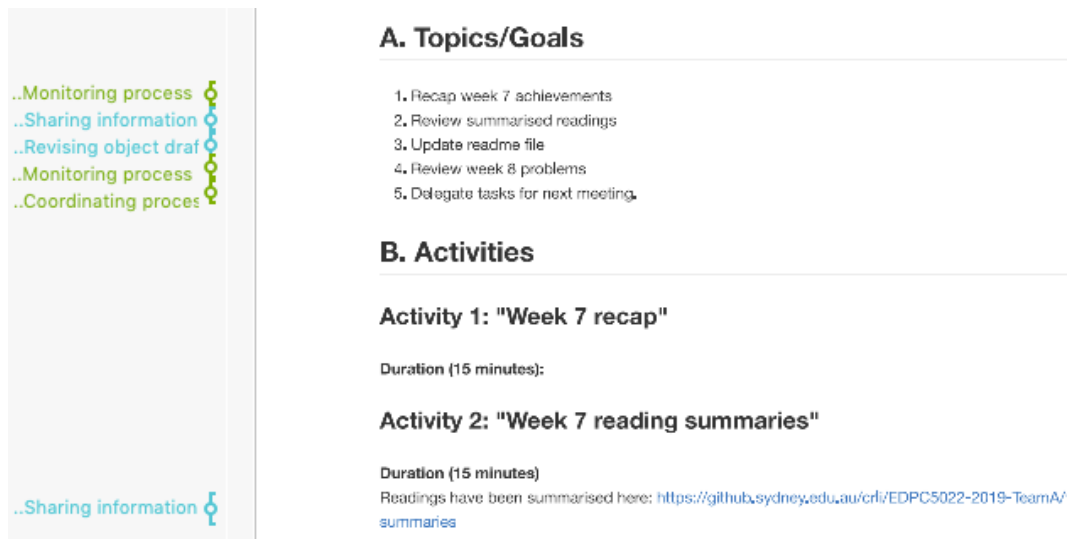 A. Topics/Goals
..Monitoring process
1. Recap week 7 achievements
..Sharing information
2. Review summarised readings
..Revising object draf
3. Update readme file
..Monitoring process
4. Review week 8 problems
..Coordinating proces
5. Delegate tasks for next meeting.
B. Activities
Activity 1: "Week 7 recap"
Duration (15 minutes):
Activity 2: "Week 7 reading summaries"
Duration (15 minutes)
..Sharing information
Readings have been summarised here: https://github.sydney.edu.au/crli/EDPC5022-2019-TeamA/
summaries